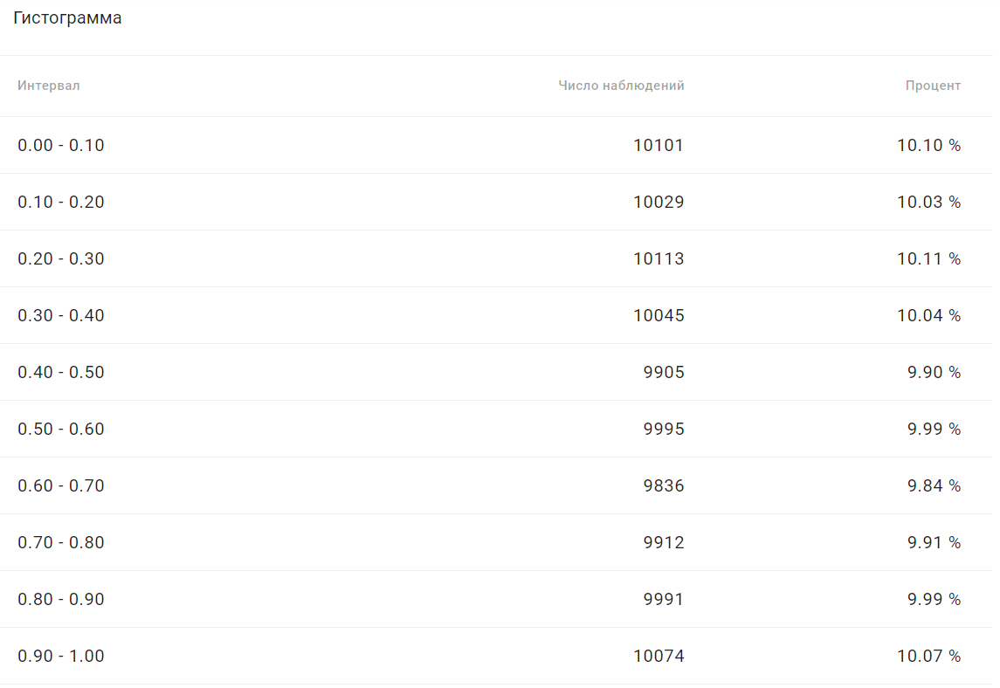 Гистограмма
Интервал Число наблюдений Процент
0.00 - 0.10 10101 10.10 %
0.10 - 0.20 10029 10.03 %
0.20 - 0.30 10113 10.11 %
0.30 - 0.40 10045 10.04 %
0.40 - 0.50 9905 9.90 %
0.50 - 0.60 9995 9.99 %
0.60 - 0.70 9836 9.84 %
0.70 - 0.80 9912 9.91 %
0.80 - 0.90 9991 9.99 %
0.90 - 1.00 10074 10.07 %